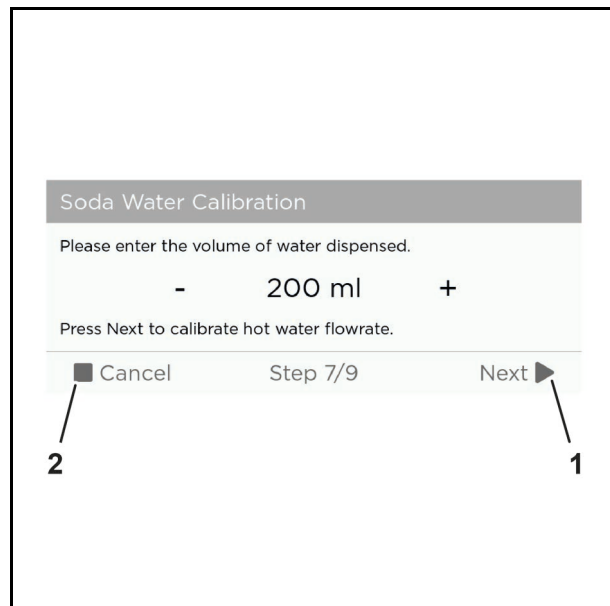 Soda Water Calibration
Please enter the volume of water dispensed.
- 200 ml +
Press Next to calibrate hot water flowrate.
Cancel Step 7/9 Next
2 1